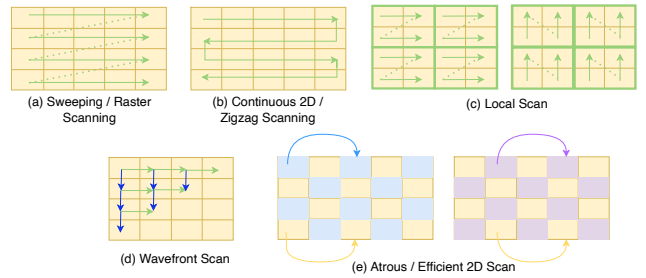 (a) Sweeping / Raster
Scanning
(b) Continuous 2D /
Zigzag Scanning
(c) Local Scan
(d) Wavefront Scan
(e) Atrous / Efficient 2D Scan